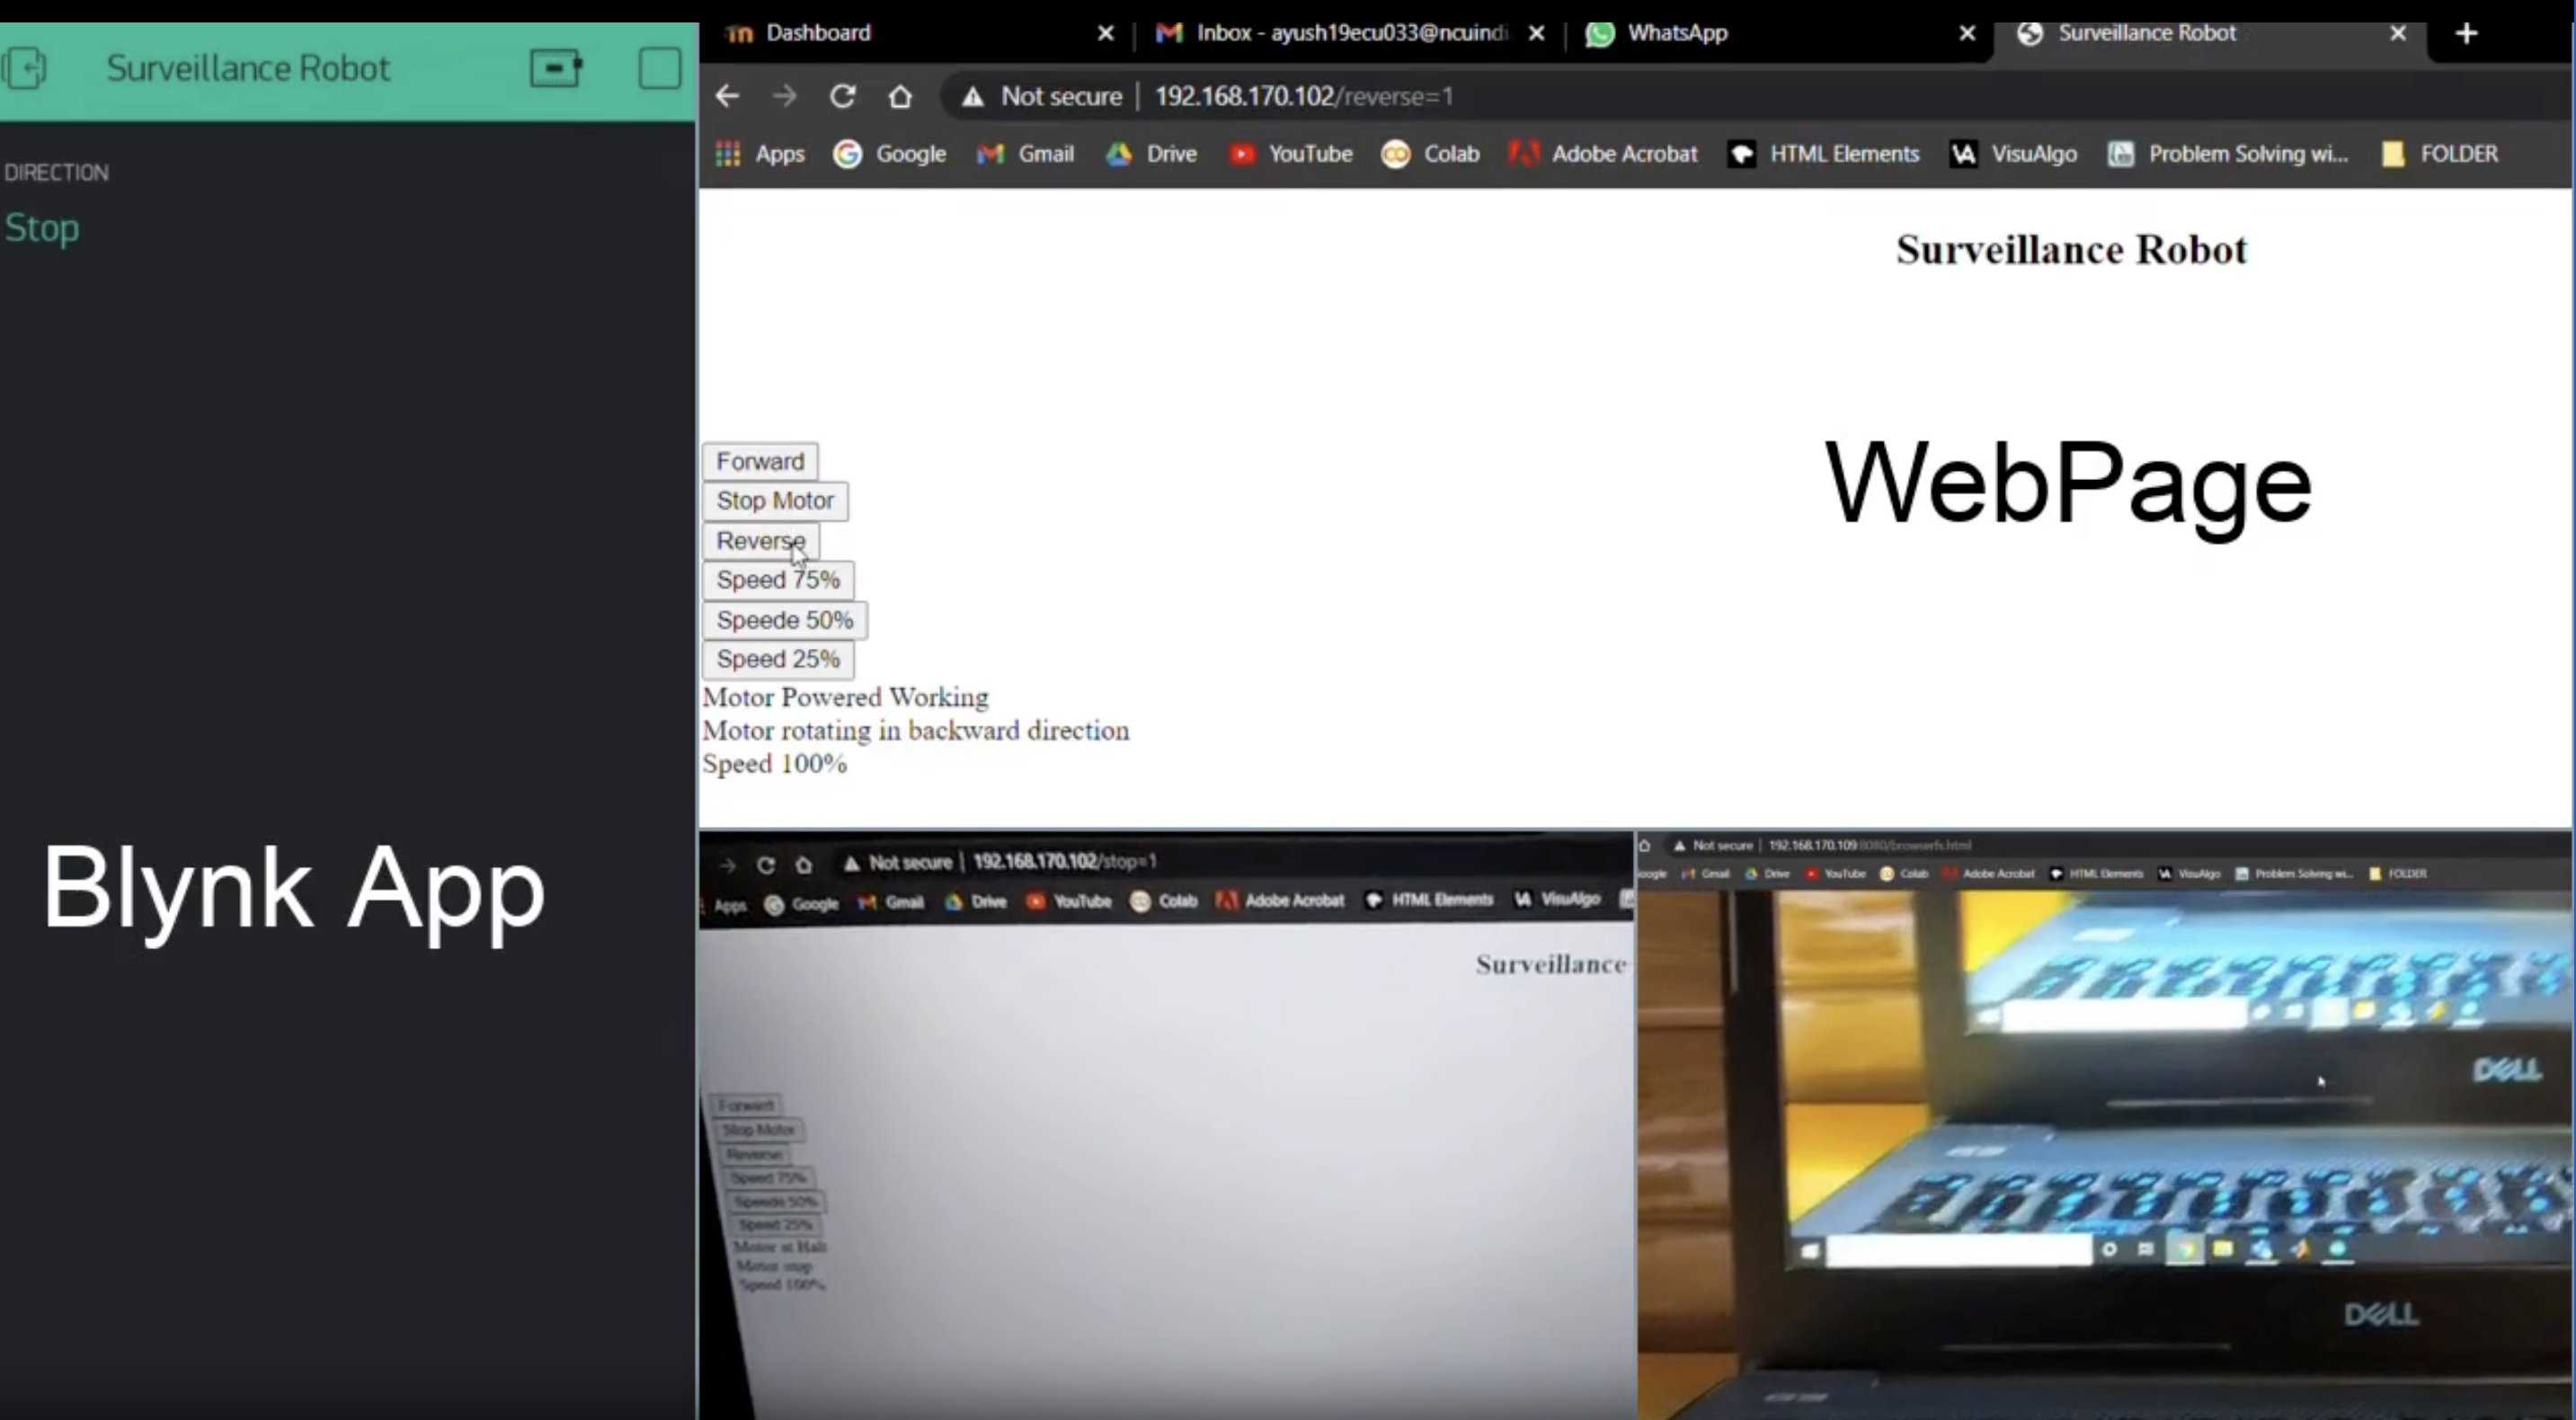 Surveillance Robot
DIRECTION
Stop
Blynk App
Dashboard
Inbox - ayush19ecu033@ncuindi
WhatsApp
Surveillance Robot
Not secure | 192.168.170.102/reverse=1
Apps Google Gmail Drive YouTube Colab Adobe Acrobat HTML Elements VisuAlgo Problem Solving wi... FOLDER
Surveillance Robot
WebPage
Forward
Stop Motor
Reverse
Speed 75%
Speede 50%
Speed 25%
Motor Powered Working
Motor rotating in backward direction
Speed 100%
Not secure | 192.168.170.102/stop=1
Apps Google Gmail Drive YouTube Colab Adobe Acrobat HTML Elements VisuAlgo
Surveillance
Forward
Stop Motor
Reverse
Speed 75%
Speede 50%
Speed 25%
Motor at Halt
Motor stop
Speed 100%
Not secure | 192.168.170.109:8080/browserfs.html
oogle Gmail Drive YouTube Colab Adobe Acrobat HTML Elements VisuAlgo Problem Solving wi... FOLDER
DELL
DELL